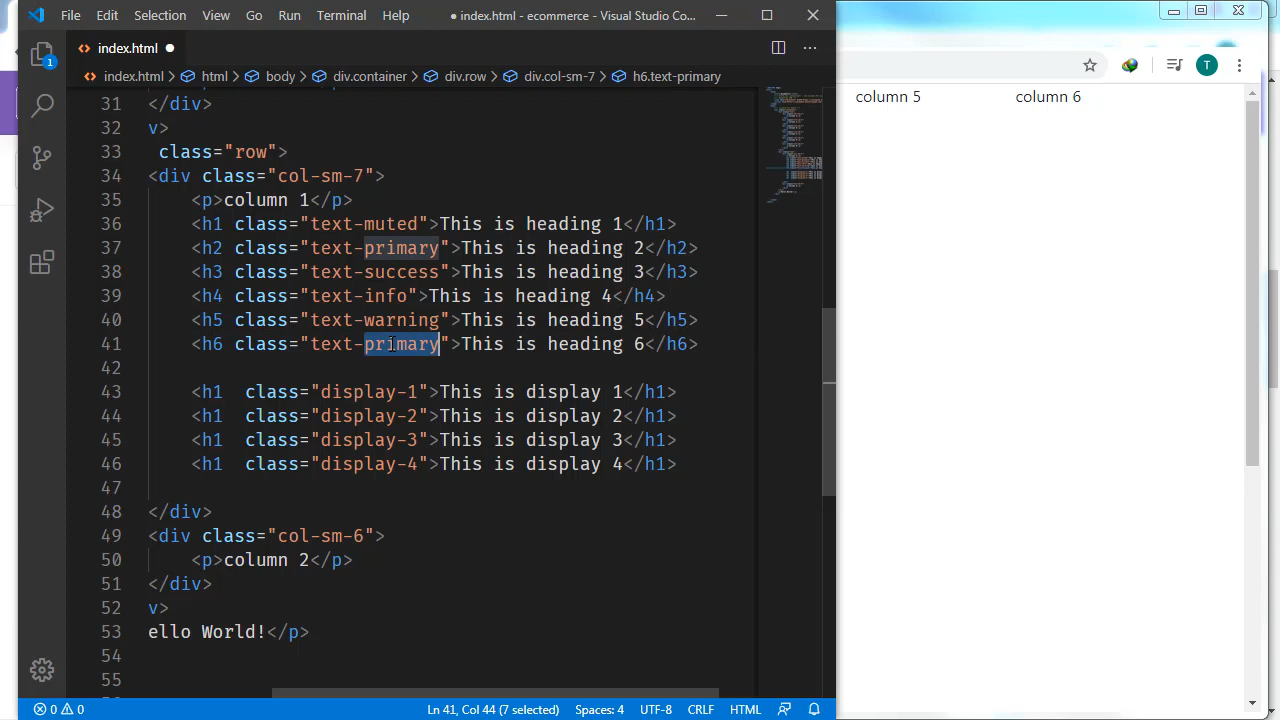 File Edit Selection View Go Run Terminal Help ● index.html - ecommerce - Visual Studio Co...
index.html ●
index.html > html > body > div.container > div.row > div.col-sm-7 > h6.text-primary
1
T
column 5 column 6
31 </div>
32 v>
33 class="row">
34 <div class="col-sm-7">
35 <p>column 1</p>
36 <h1 class="text-muted">This is heading 1</h1>
37 <h2 class="text-primary">This is heading 2</h2>
38 <h3 class="text-success">This is heading 3</h3>
39 <h4 class="text-info">This is heading 4</h4>
40 <h5 class="text-warning">This is heading 5</h5>
41 <h6 class="text-primary">This is heading 6</h6>
42
43 <h1  class="display-1">This is display 1</h1>
44 <h1  class="display-2">This is display 2</h1>
45 <h1  class="display-3">This is display 3</h1>
46 <h1  class="display-4">This is display 4</h1>
47
48 </div>
49 <div class="col-sm-6">
50 <p>column 2</p>
51 </div>
52 v>
53 ello World!</p>
54
55
0 0 Ln 41, Col 44 (7 selected) Spaces: 4 UTF-8 CRLF HTML